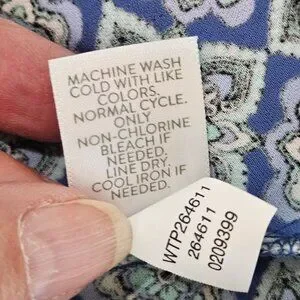 MACHINE WASH
COLD WITH LIKE
COLORS.
NORMAL CYCLE.
ONLY
NON-CHLORINE
BLEACH IF
NEEDED.
LINE DRY.
COOL IRON IF
NEEDED.
WTP264611
264611
0209399